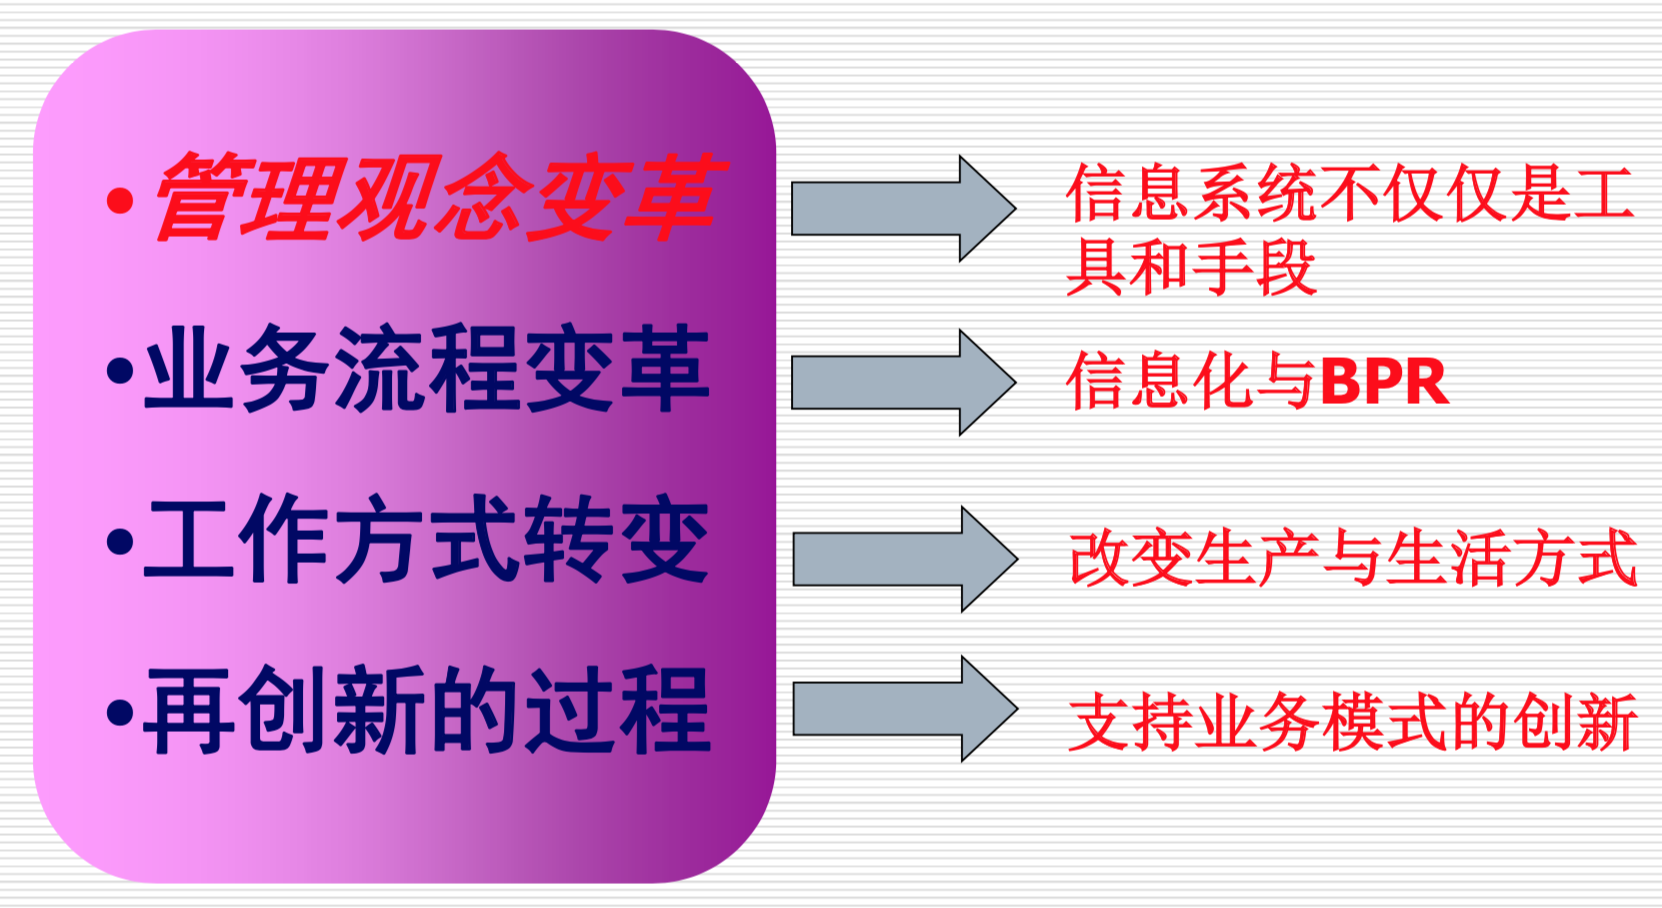 •管理观念变革
信息系统不仅仅是工
具和手段
•业务流程变革
信息化与BPR
•工作方式转变
改变生产与生活方式
•再创新的过程
支持业务模式的创新